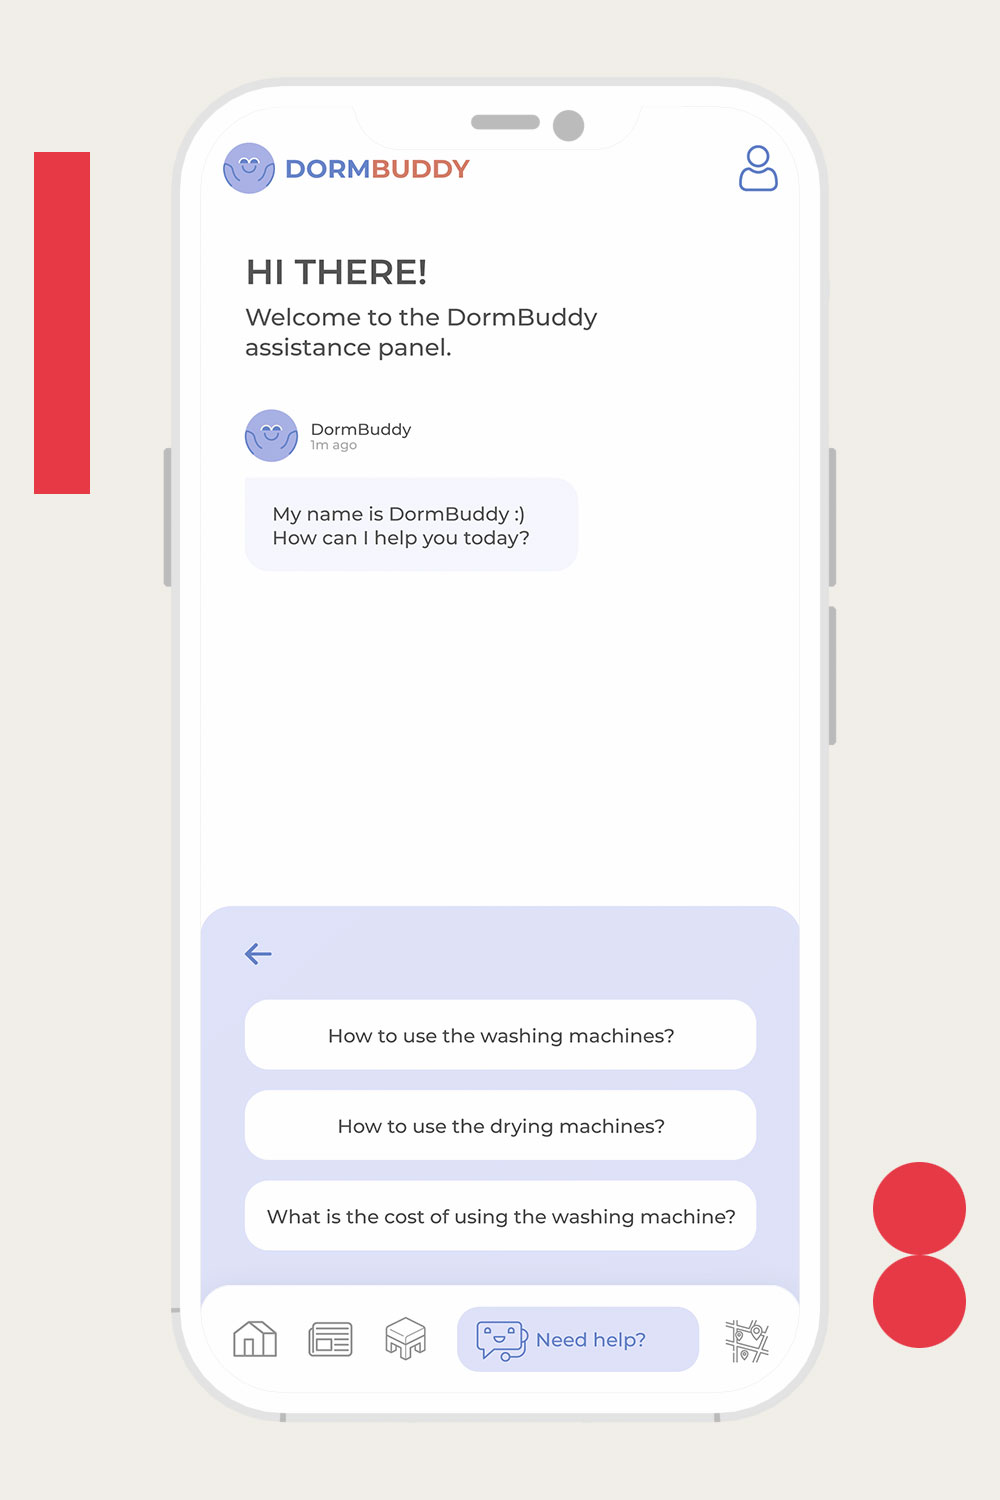 DORMBUDDY
HI THERE!
Welcome to the DormBuddy
assistance panel.
DormBuddy
1m ago
My name is DormBuddy :)
How can I help you today?
How to use the washing machines?
How to use the drying machines?
What is the cost of using the washing machine?
Need help?